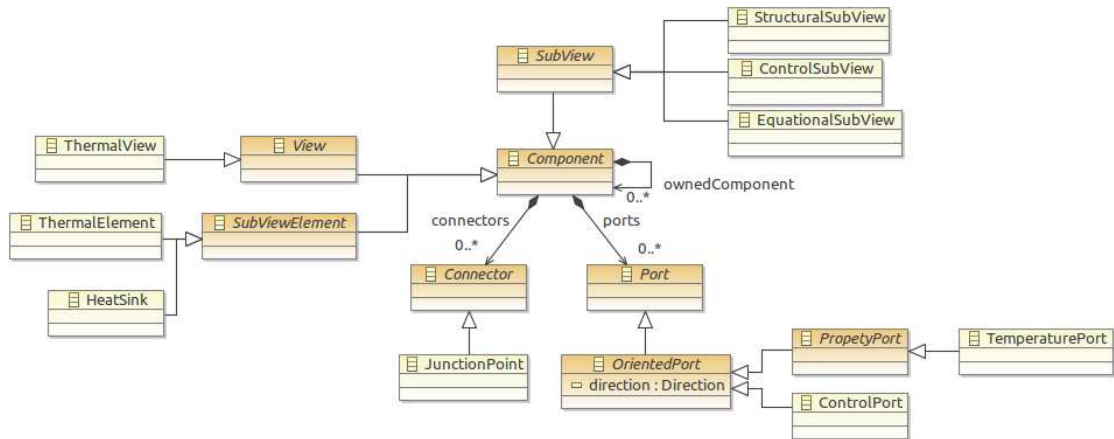 StructuralSubView
SubView
ControlSubView
EquationalSubView
ThermalView
View
Component
ownedComponent
0..*
ThermalElement
SubViewElement
connectors
ports
0..*
0..*
HeatSink
Connector
Port
JunctionPoint
OrientedPort
direction : Direction
PropetyPort
TemperaturePort
ControlPort